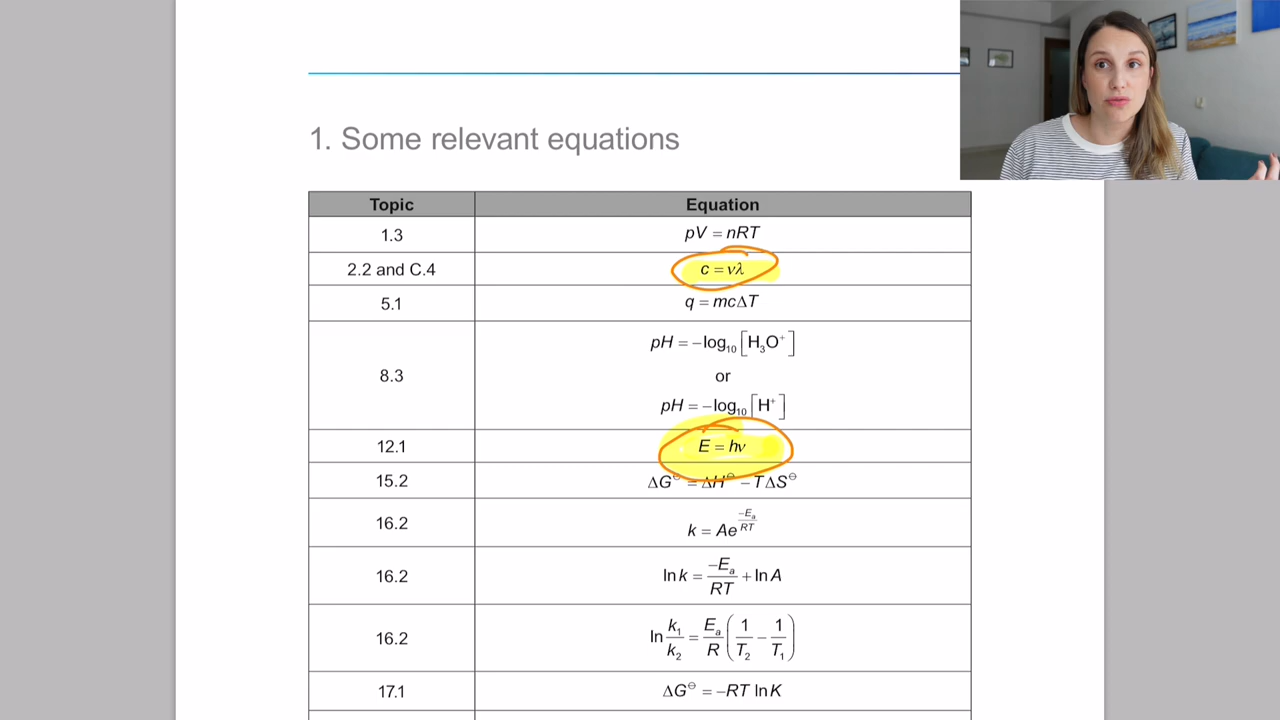 1. Some relevant equations
Topic Equation
1.3 pV = nRT
2.2 and C.4 c = νλ
5.1 q = mcΔT
8.3 pH = −log₁₀[H₃O⁺]
or
pH = −log₁₀[H⁺]
12.1 E = hν
15.2 ΔG⊖ = ΔH⊖ − TΔS⊖
16.2 k = Ae^(−Eₐ/RT)
16.2 ln k = −Eₐ/RT + ln A
16.2 ln k₁/k₂ = Eₐ/R (1/T₂ − 1/T₁)
17.1 ΔG⊖ = −RT ln K